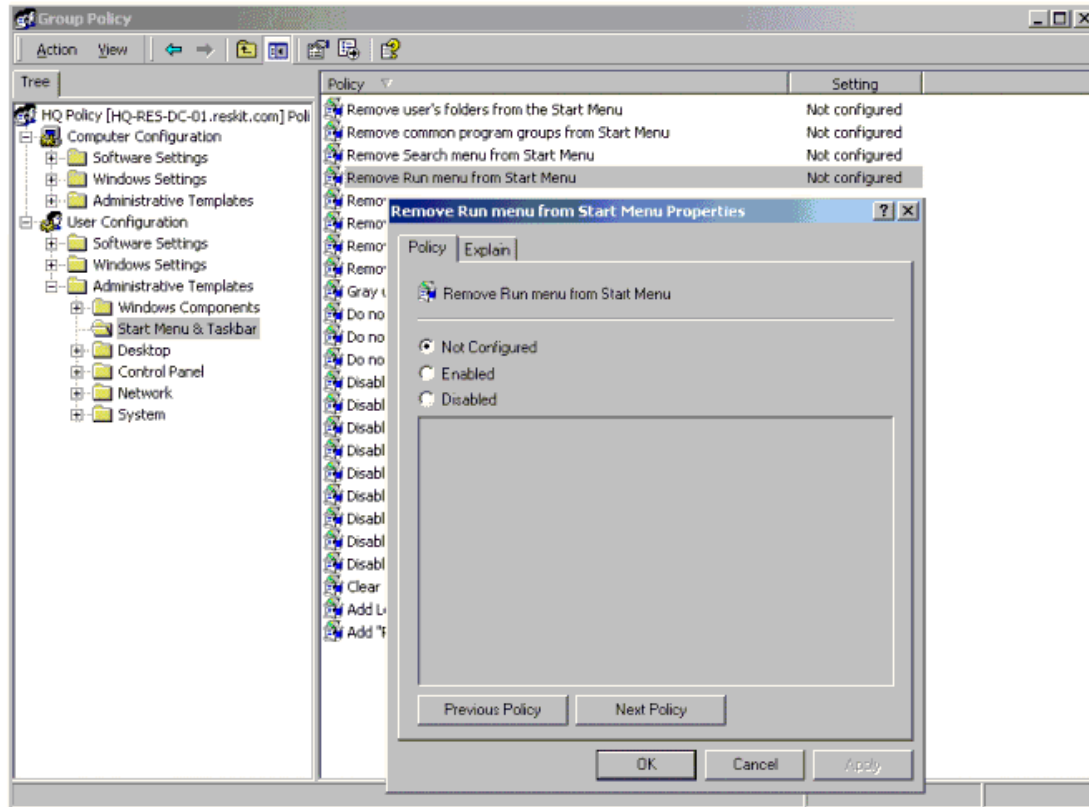 Group Policy
Action View
Tree
Policy Setting
HQ Policy [HQ-RES-DC-01.reskit.com] Poli
Computer Configuration
Software Settings
Windows Settings
Administrative Templates
User Configuration
Software Settings
Windows Settings
Administrative Templates
Windows Components
Start Menu & Taskbar
Desktop
Control Panel
Network
System
Remove user's folders from the Start Menu Not configured
Remove common program groups from Start Menu Not configured
Remove Search menu from Start Menu Not configured
Remove Run menu from Start Menu Not configured
Remo
Remo
Remo
Remo
Gray u
Do no
Do no
Do no
Disabl
Disabl
Disabl
Disabl
Disabl
Disabl
Disabl
Disabl
Disabl
Clear
Add L
Add "F
Remove Run menu from Start Menu Properties
Policy Explain
Remove Run menu from Start Menu
Not Configured
Enabled
Disabled
Previous Policy Next Policy
OK Cancel Apply